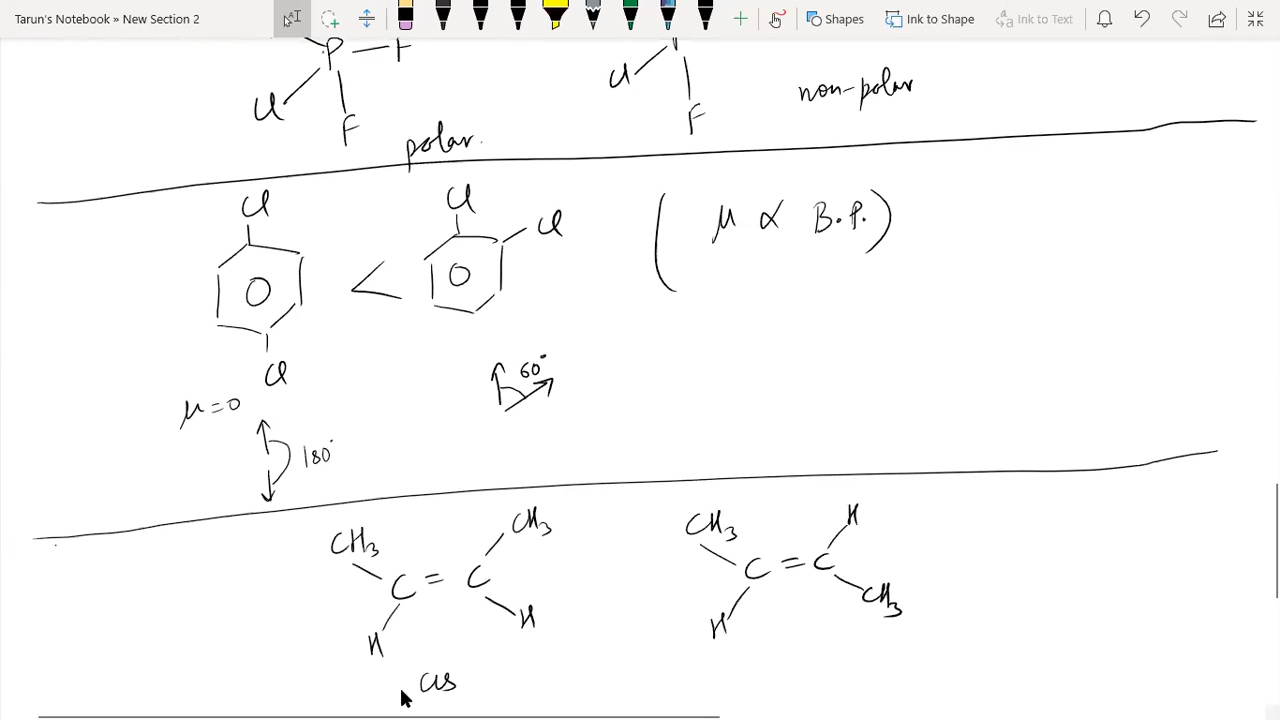 Tarun's Notebook » New Section 2
Shapes
Ink to Shape
Ink to Text
P — F
Cl
F
polar.
Cl
F
non-polar
Cl
Cl
<
Cl
Cl
( μ ∝ B.P. )
μ = 0
180°
60°
CH3
CH3
C = C
H
H
cis
CH3
H
C = C
H
CH3